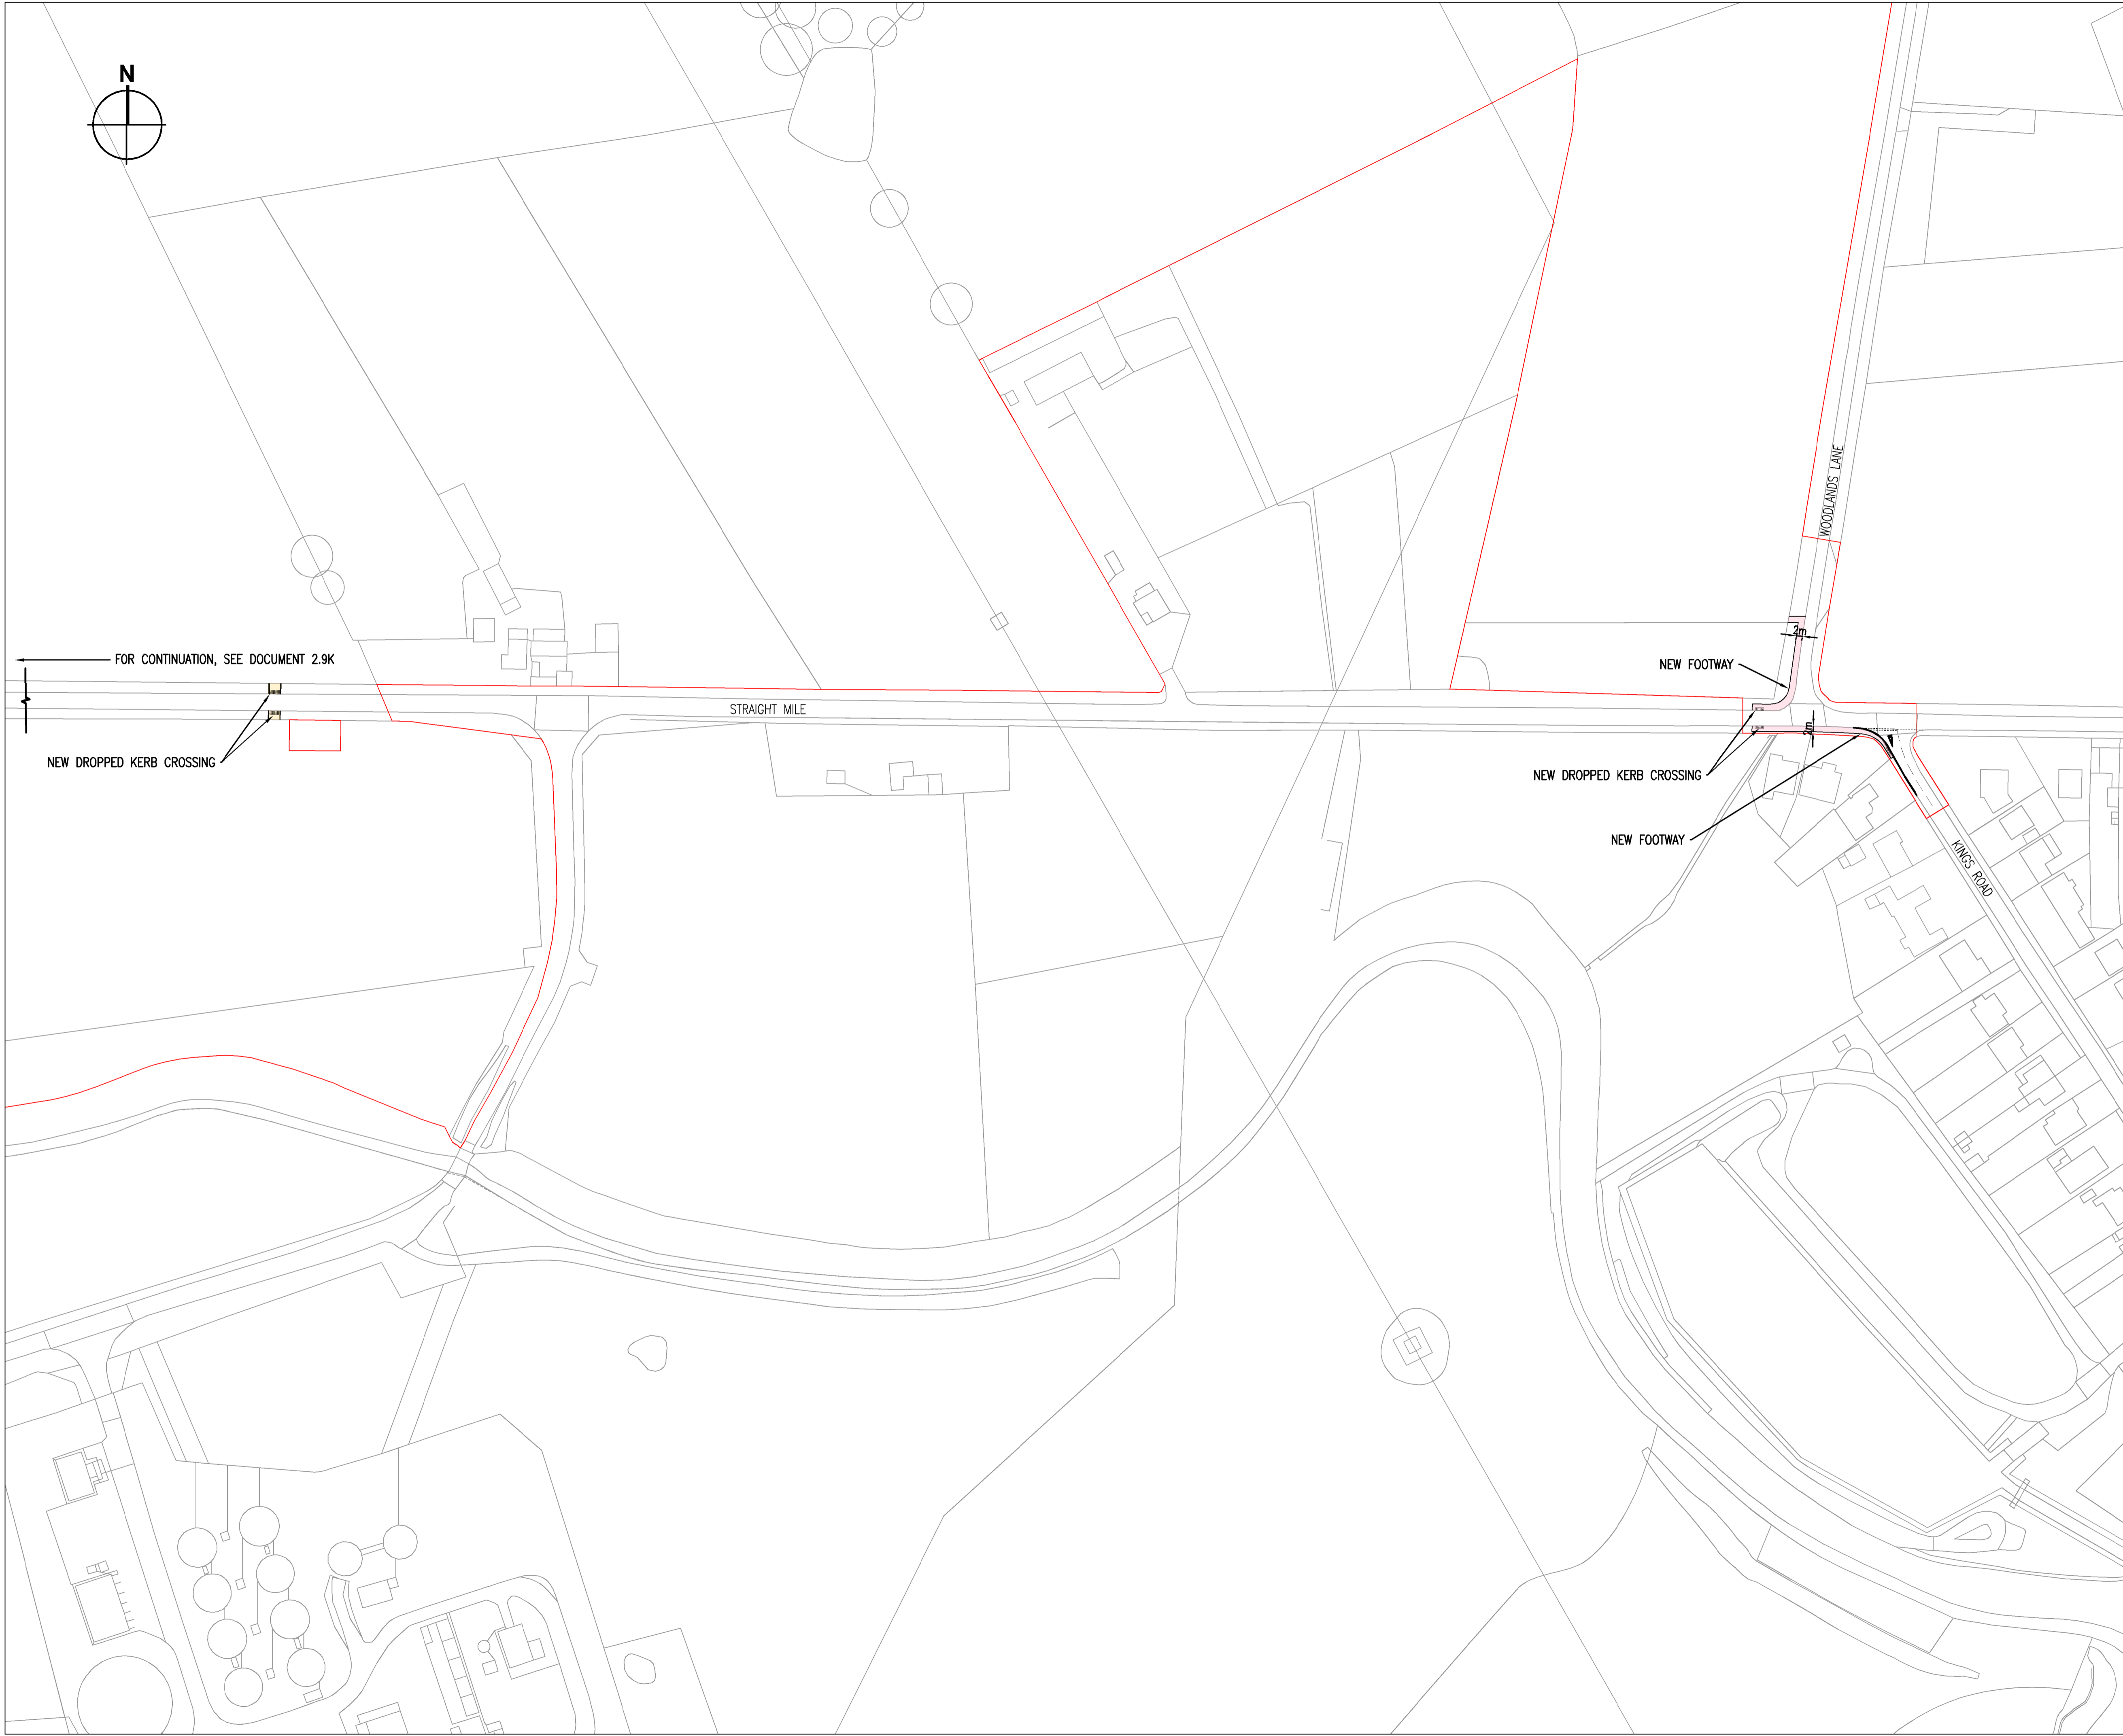 N
WOODLANDS LANE
2m
FOR CONTINUATION, SEE DOCUMENT 2.9K
NEW FOOTWAY
STRAIGHT MILE
2m
NEW DROPPED KERB CROSSING
NEW DROPPED KERB CROSSING
NEW FOOTWAY
KINGS ROAD